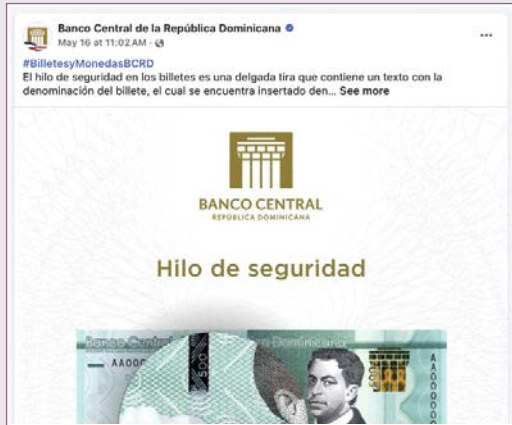 Banco Central de la República Dominicana
May 16 at 11:02 AM ·
#BilletesyMonedasBCRD
El hilo de seguridad en los billetes es una delgada tira que contiene un texto con la
denominación del billete, el cual se encuentra insertado den... See more
BANCO CENTRAL
REPÚBLICA DOMINICANA
Hilo de seguridad
Banco Central
Dominicana
500